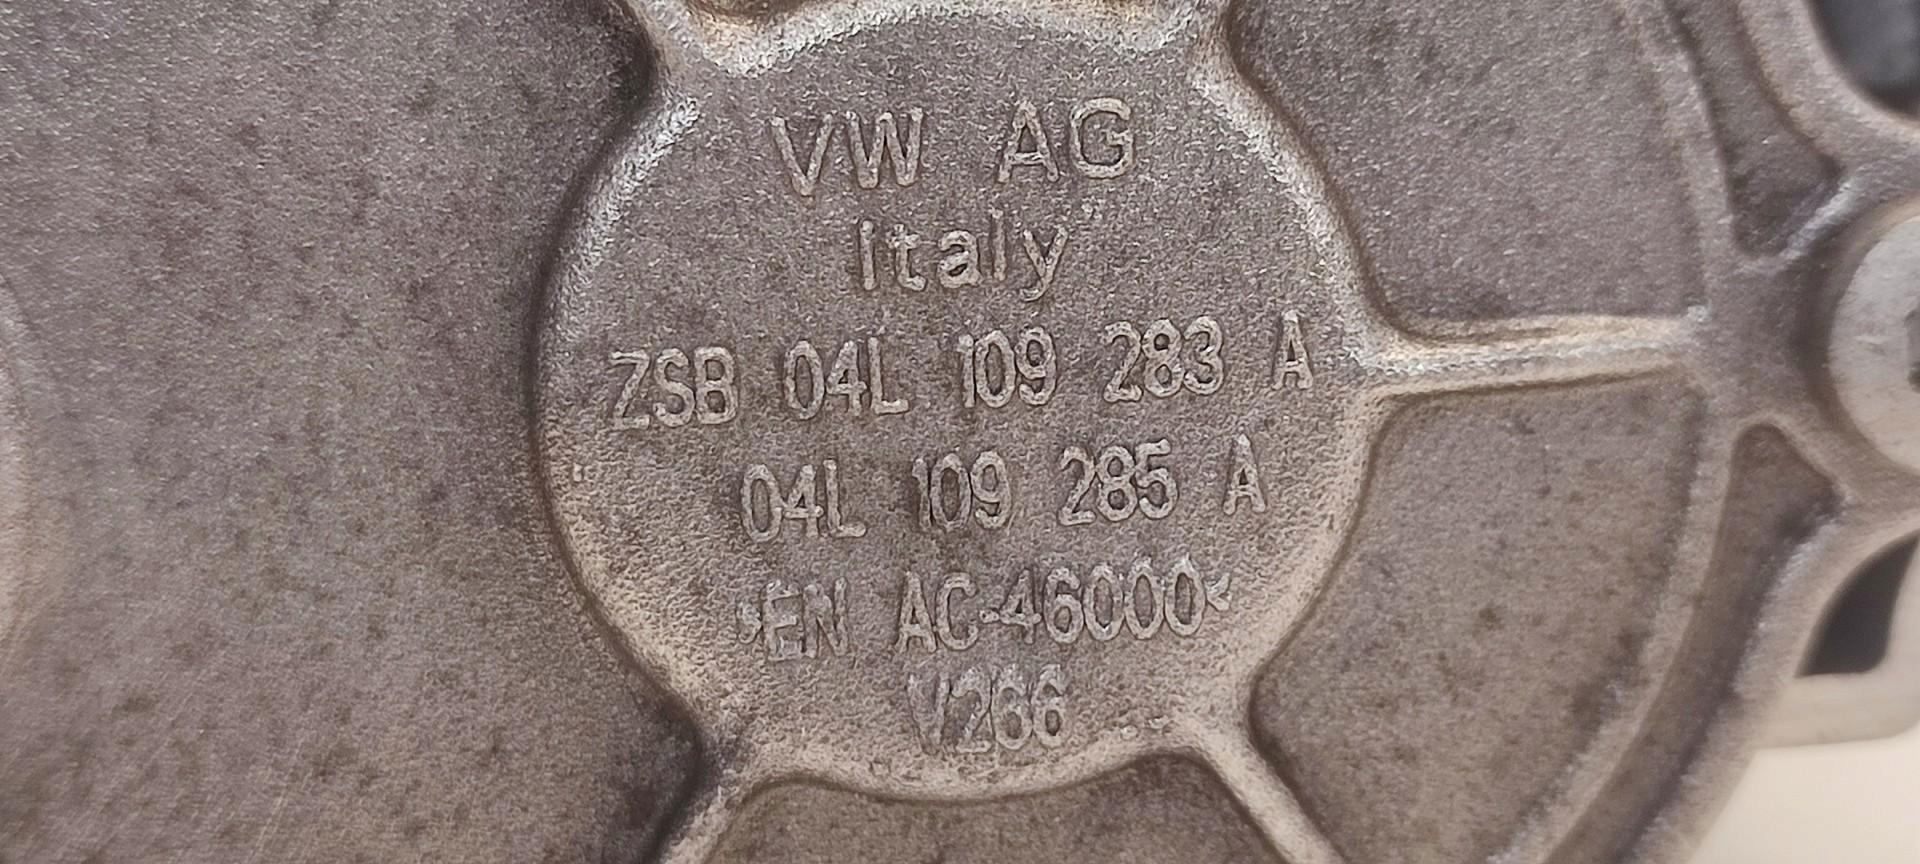 VW AG
Italy
ZSB 04L 109 283 A
04L 109 285 A
>EN AC-46000<
V266